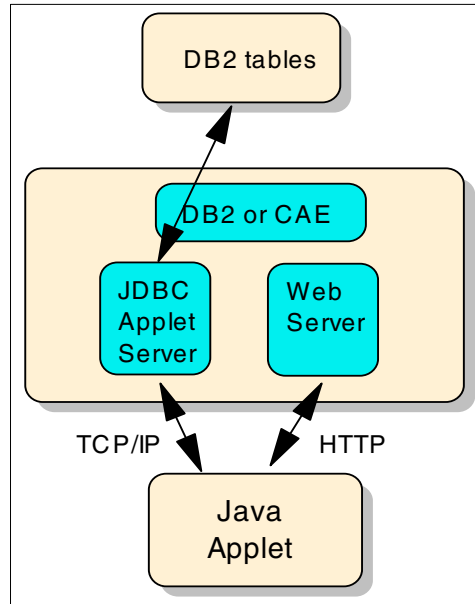 DB2 tables
DB2 or CAE
JDBC
Applet
Server
Web
Server
TCP/IP
HTTP
Java
Applet